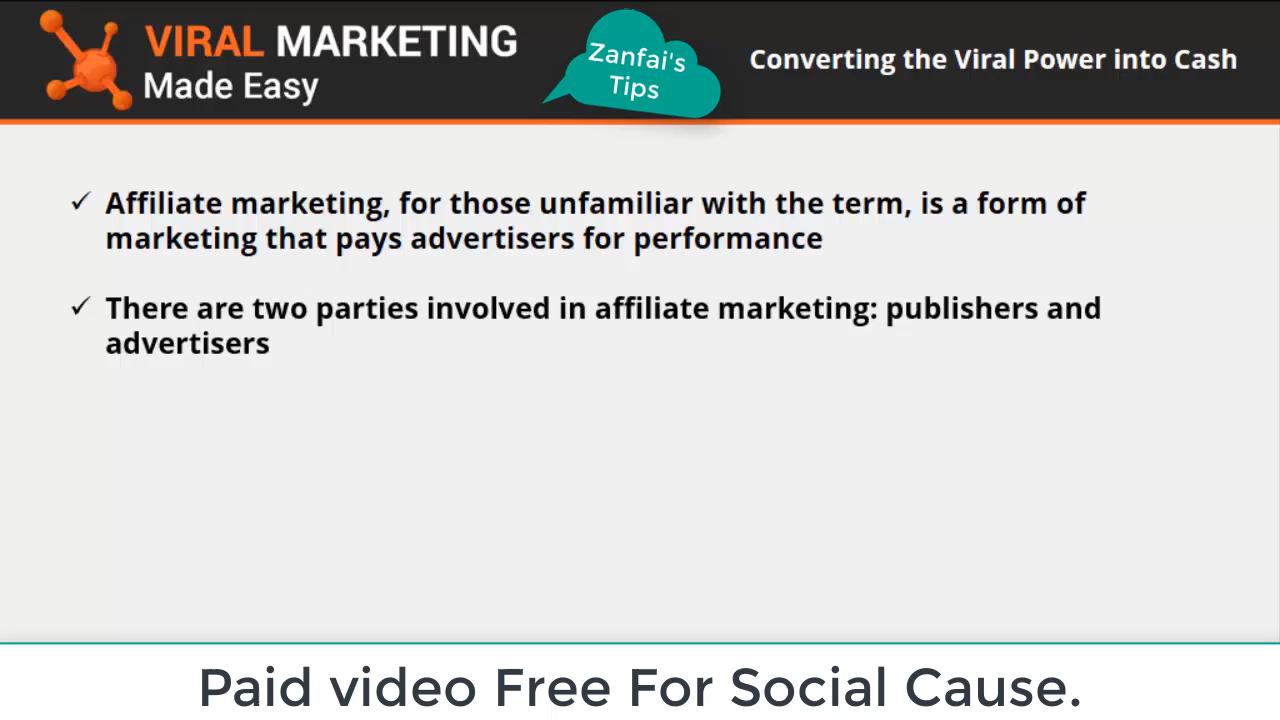 VIRAL MARKETING
Made Easy
Zanfai's
Tips
Converting the Viral Power into Cash
✓ Affiliate marketing, for those unfamiliar with the term, is a form of
marketing that pays advertisers for performance
✓ There are two parties involved in affiliate marketing: publishers and
advertisers
Paid video Free For Social Cause.